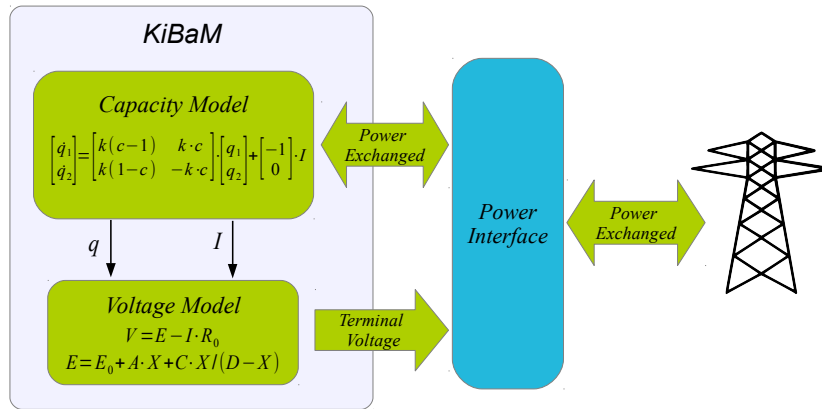 KiBaM
Capacity Model
[q̇₁ q̇₂] = [k(c−1) k·c k(1−c) −k·c] · [q₁ q₂] + [−1 0] · I
q I
Voltage Model
V = E − I · R₀
E = E₀ + A · X + C · X / (D − X)
Power
Exchanged
Terminal
Voltage
Power
Interface
Power
Exchanged